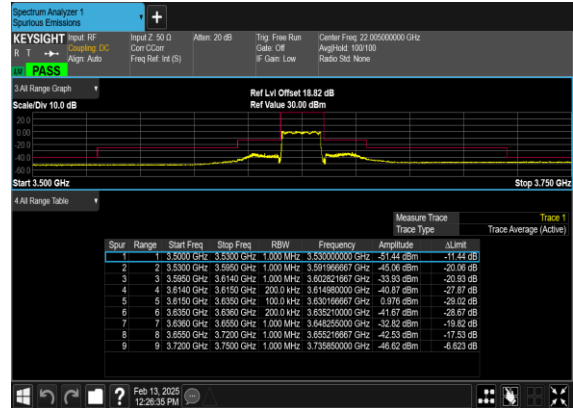 Spectrum Analyzer 1
Spurious Emissions
KEYSIGHT Input: RF Input Z: 50 Ω Atten: 20 dB Trig: Free Run Center Freq: 22.005000000 GHz
R T Coupling: DC Corr CCorr Gate: Off Avg|Hold: 100/100
Align: Auto Freq Ref: Int (S) IF Gain: Low Radio Std: None
PASS
3 All Range Graph
Ref Lvl Offset 18.82 dB
Scale/Div 10.0 dB Ref Value 30.00 dBm
20.0
0.00
-20.0
-40.0
-60.0
Start 3.500 GHz Stop 3.750 GHz
4 All Range Table
Measure Trace Trace 1
Trace Type Trace Average (Active)
Spur Range Start Freq Stop Freq RBW Frequency Amplitude ΔLimit
1 1 3.5000 GHz 3.5300 GHz 1.000 MHz 3.530000000 GHz -51.44 dBm -11.44 dB
2 2 3.5300 GHz 3.5950 GHz 1.000 MHz 3.591966667 GHz -45.06 dBm -20.06 dB
3 3 3.5950 GHz 3.6140 GHz 1.000 MHz 3.602821667 GHz -33.93 dBm -20.93 dB
4 4 3.6140 GHz 3.6150 GHz 200.0 kHz 3.614980000 GHz -40.87 dBm -27.87 dB
5 5 3.6150 GHz 3.6350 GHz 100.0 kHz 3.630166667 GHz 0.976 dBm -29.02 dB
6 6 3.6350 GHz 3.6360 GHz 200.0 kHz 3.635210000 GHz -41.67 dBm -28.67 dB
7 7 3.6360 GHz 3.6550 GHz 1.000 MHz 3.648255000 GHz -32.82 dBm -19.82 dB
8 8 3.6550 GHz 3.7200 GHz 1.000 MHz 3.655216667 GHz -42.53 dBm -17.53 dB
9 9 3.7200 GHz 3.7500 GHz 1.000 MHz 3.735850000 GHz -46.62 dBm -6.623 dB
Feb 13, 2025
12:26:35 PM